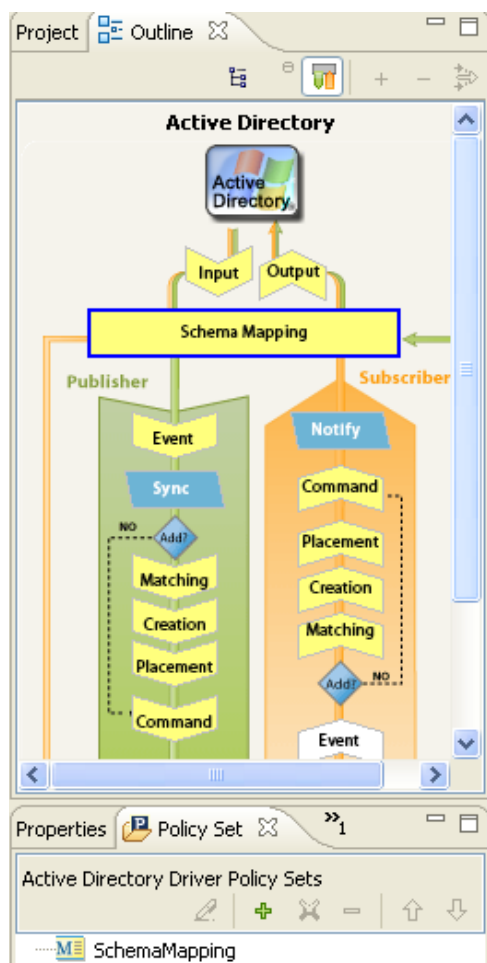 Project Outline
Active Directory
Active
Directory
Input Output
Schema Mapping
Publisher Subscriber
Event
Sync
NO
Add?
Matching
Creation
Placement
Command
Notify
Command
Placement
Creation
Matching
Add? NO
Event
Properties Policy Set »1
Active Directory Driver Policy Sets
SchemaMapping